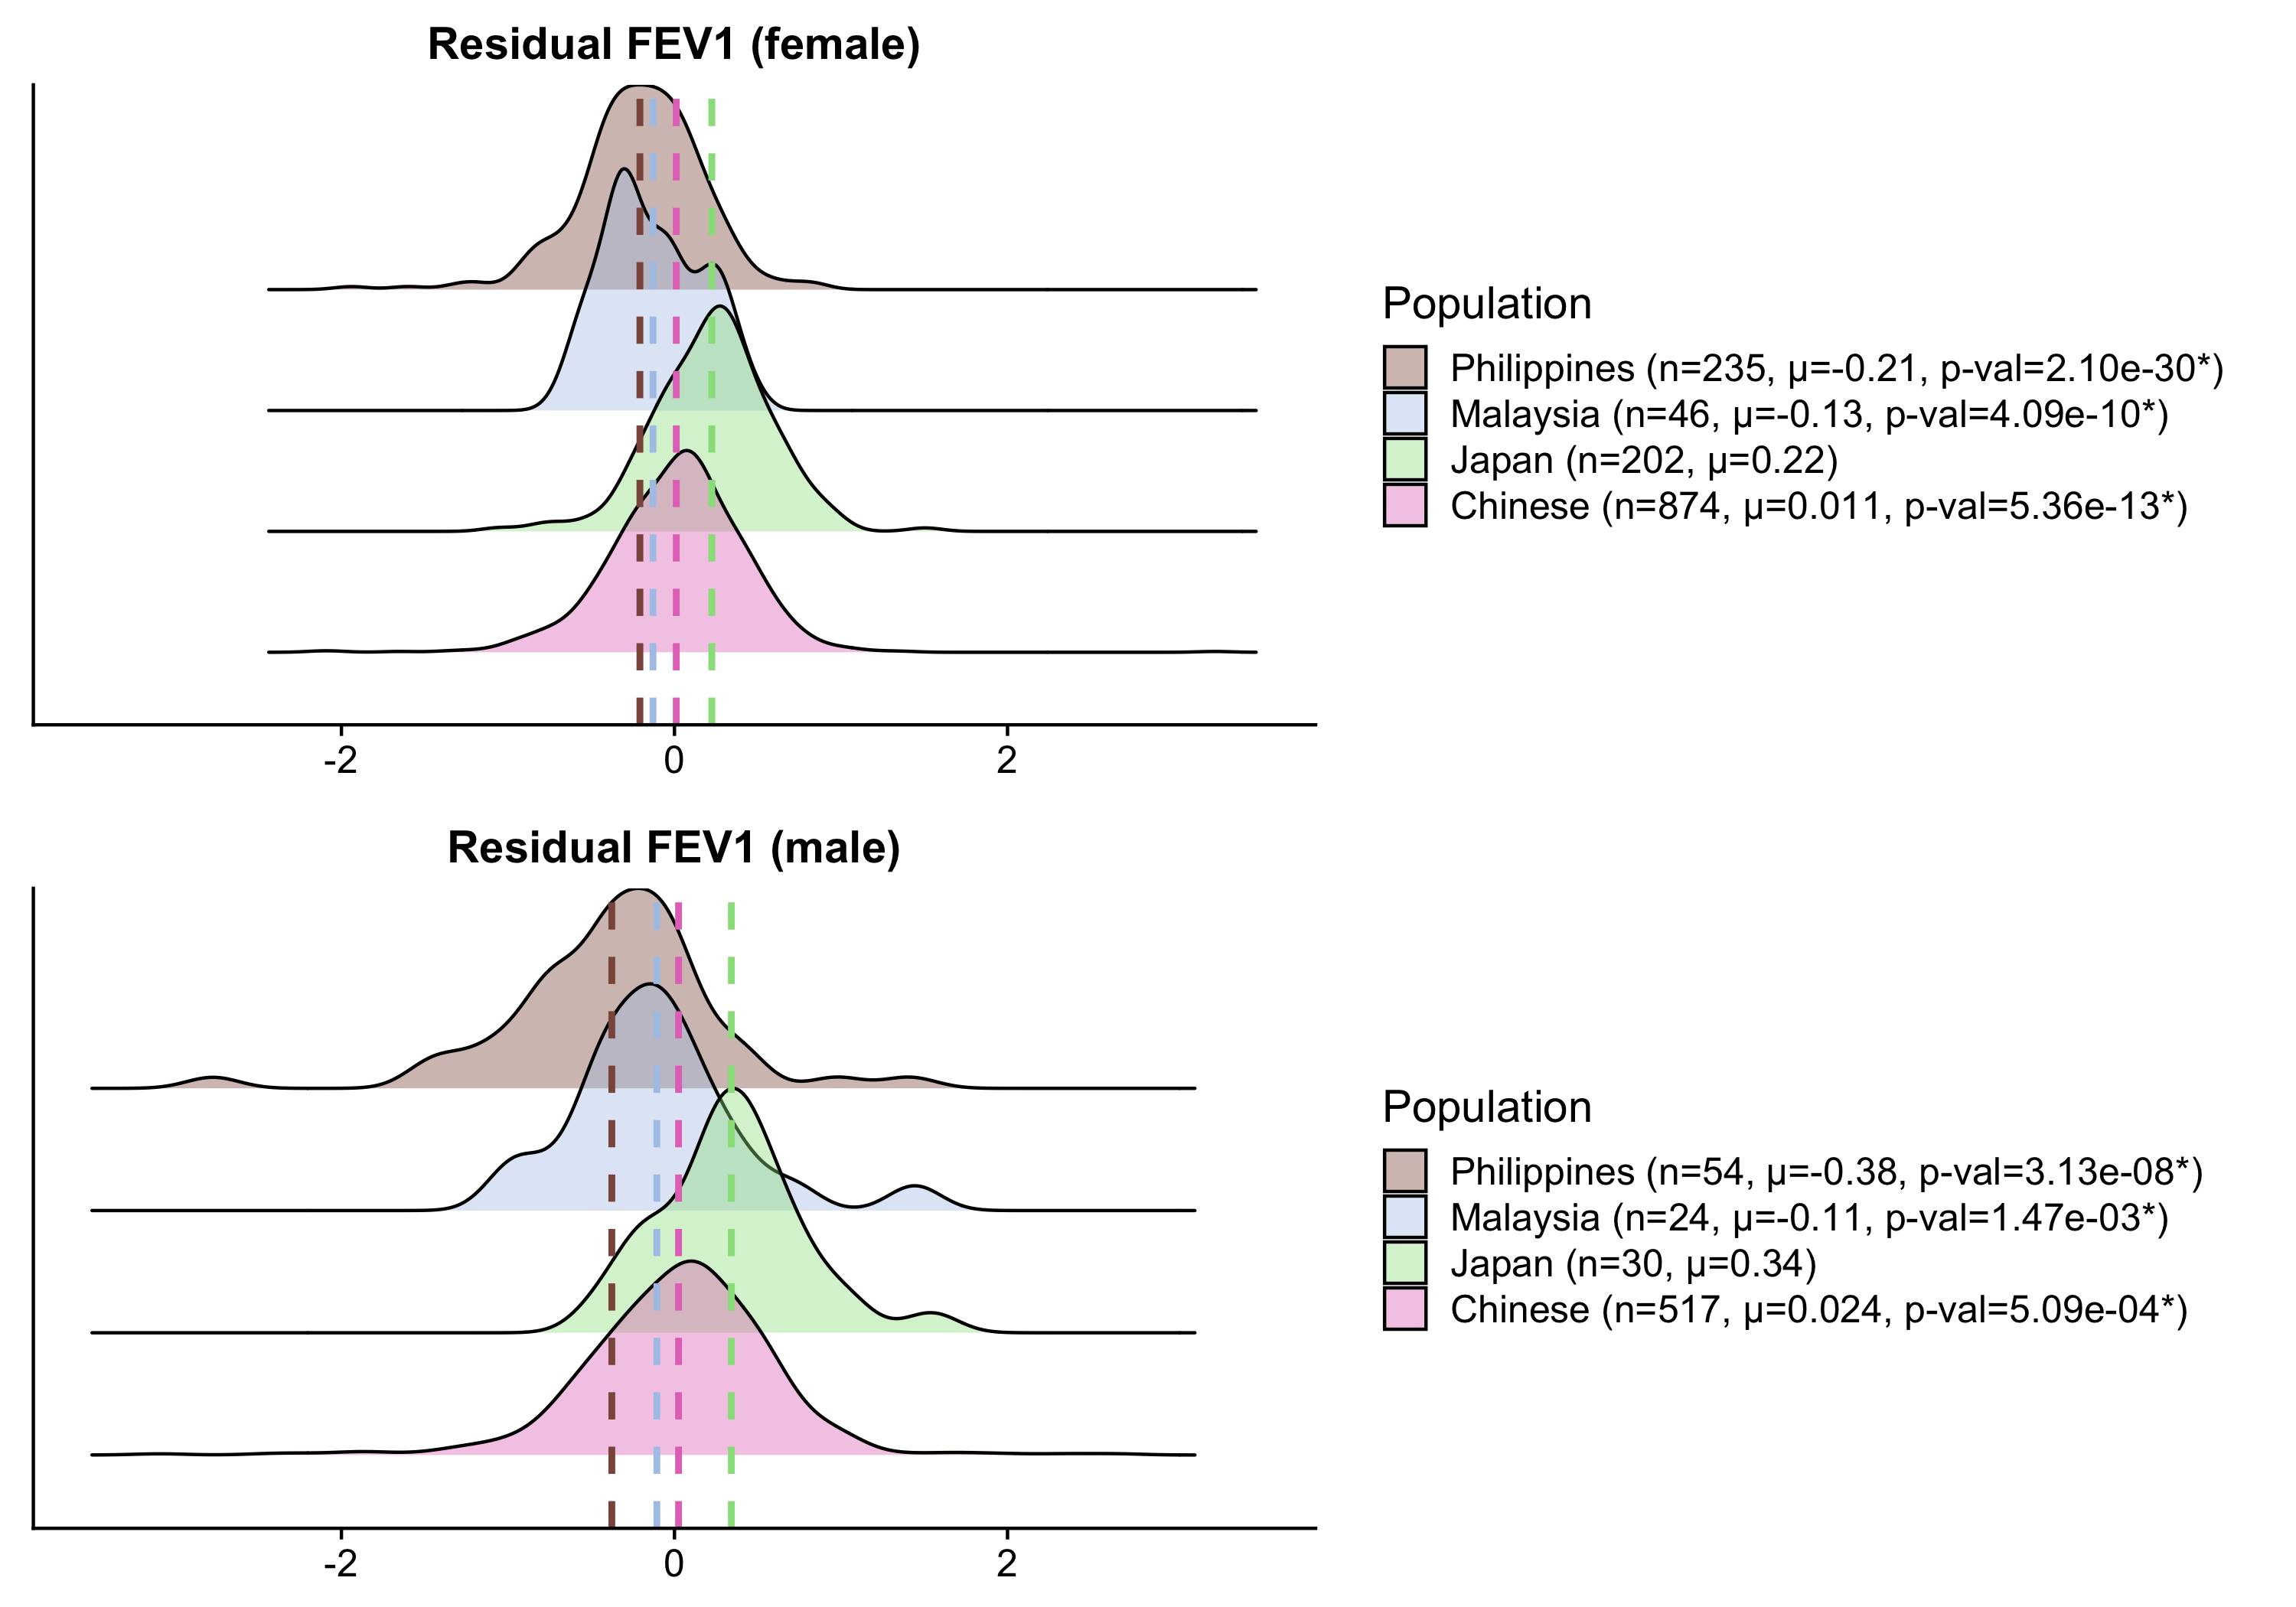 Residual FEV1 (female)
Population
Philippines (n=235, μ=-0.21, p-val=2.10e-30*)
Malaysia (n=46, μ=-0.13, p-val=4.09e-10*)
Japan (n=202, μ=0.22)
Chinese (n=874, μ=0.011, p-val=5.36e-13*)
-2 0 2
Residual FEV1 (male)
Population
Philippines (n=54, μ=-0.38, p-val=3.13e-08*)
Malaysia (n=24, μ=-0.11, p-val=1.47e-03*)
Japan (n=30, μ=0.34)
Chinese (n=517, μ=0.024, p-val=5.09e-04*)
-2 0 2